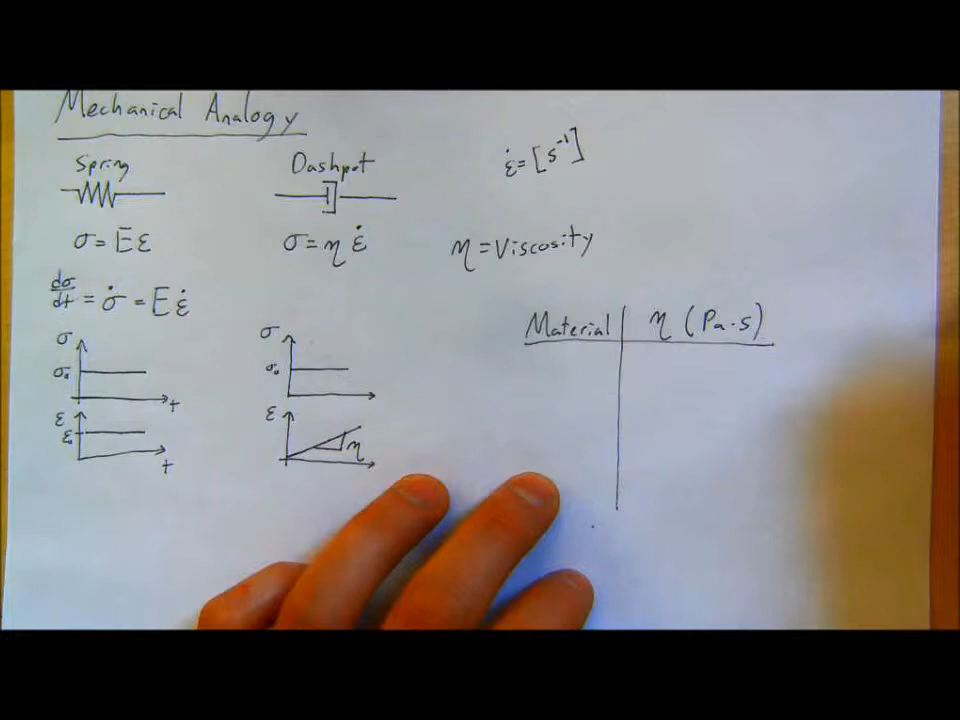 Mechanical Analogy
Spring
Dashpot
ε̇ = [s⁻¹]
σ = Eε
σ = η ε̇
η = Viscosity
dσ/dt = σ̇ = E ε̇
Material
η (Pa·s)
σ
σ₀
t
σ
σ₀
ε
ε₀
t
ε
η